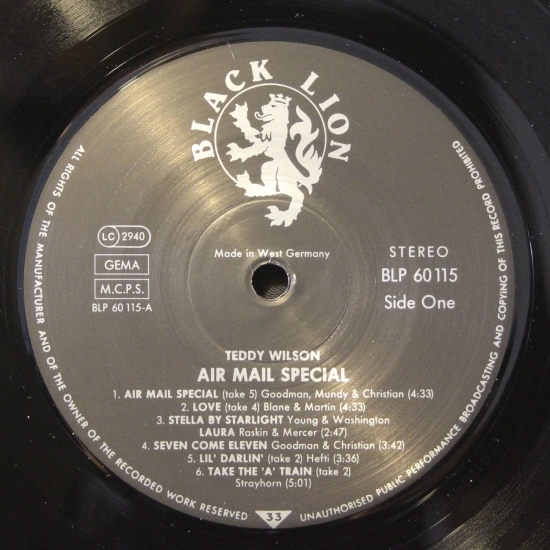 BLACK LION
ALL RIGHTS OF THE MANUFACTURER AND OF THE OWNER OF THE RECORDED WORK RESERVED
UNAUTHORISED PUBLIC PERFORMANCE BROADCASTING AND COPYING OF THIS RECORD PROHIBITED
LC 2940
GEMA
M.C.P.S.
BLP 60 115-A
Made in West Germany
STEREO
BLP 60 115
Side One
TEDDY WILSON
AIR MAIL SPECIAL
1. AIR MAIL SPECIAL (take 5) Goodman, Mundy & Christian (4:33)
2. LOVE (take 4) Blane & Martin (4:33)
3. STELLA BY STARLIGHT Young & Washington
LAURA Raskin & Mercer (2:47)
4. SEVEN COME ELEVEN Goodman & Christian (3:42)
5. LIL' DARLIN' (take 2) Hefti (3:36)
6. TAKE THE 'A' TRAIN (take 2)
Strayhorn (5:01)
33